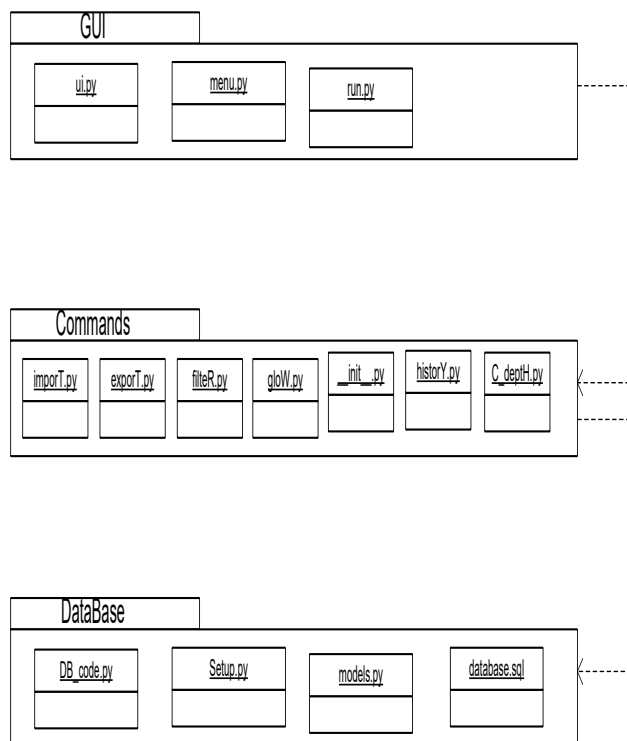 GUI
ui.py
menu.py
run.py
Commands
imporT.py
exporT.py
filteR.py
gloW.py
__init__.py
historY.py
C_deptH.py
DataBase
DB_code.py
Setup.py
models.py
database.sql